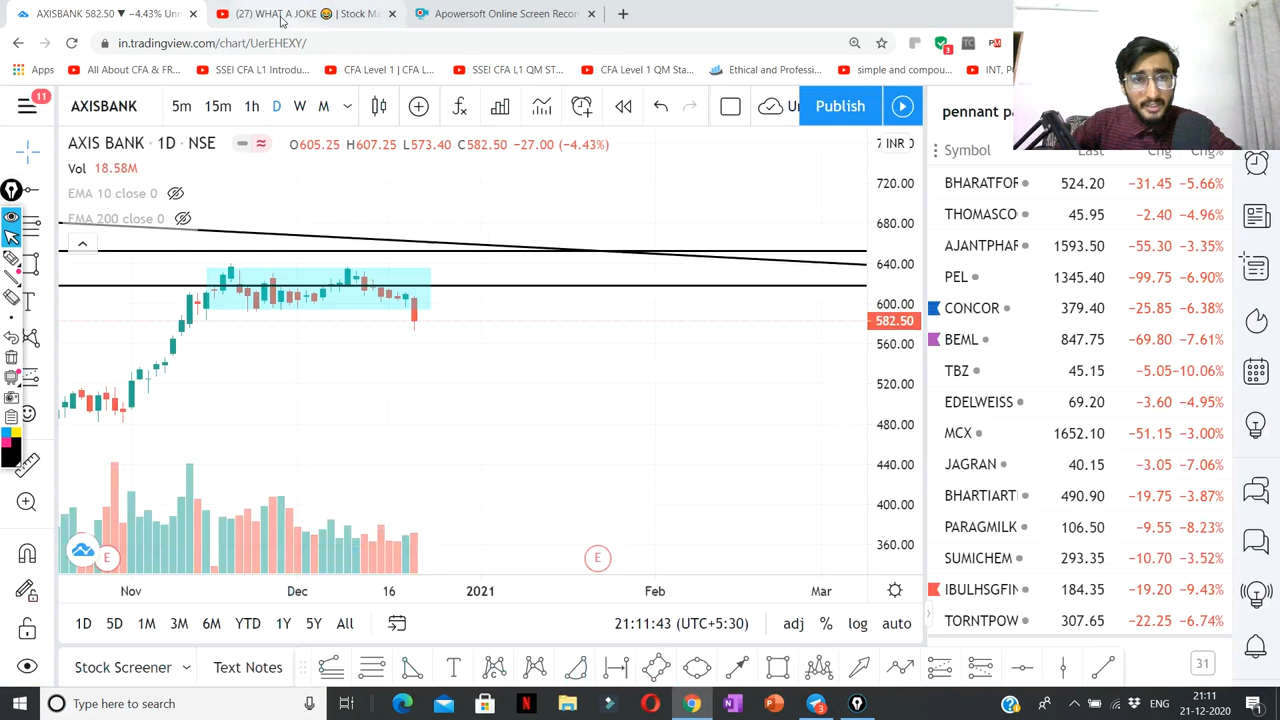 AXISBANK 582.50 ▼ −4.43% Unn
(27) WHAT A JOKE 😂 | Stock Ma
Apowersoft Online Screen Recor
in.tradingview.com/chart/UerEHEXY/
Apps
All About CFA & FR...
SSEI CFA L1 Introdu...
CFA Level 1 | CFA L...
SSEI CFA L1 QM ST...
CFA Level 1 QM Sta...
Ethical and Professi...
simple and compou...
INT, P
11
AXISBANK
5m 15m 1h D W M
Un
Publish
pennant pa
AXIS BANK · 1D · NSE
O605.25 H607.25 L573.40 C582.50 −27.00 (−4.43%)
Vol 18.58M
EMA 10 close 0
EMA 200 close 0
INR
720.00
680.00
640.00
600.00
582.50
560.00
520.00
480.00
440.00
400.00
360.00
E
E
Nov Dec 16 2021 Feb Mar
1D 5D 1M 3M 6M YTD 1Y 5Y All
21:11:43 (UTC+5:30)
adj % log auto
Stock Screener
Text Notes
Symbol Last Chg Chg%
BHARATFOR 524.20 −31.45 −5.66%
THOMASCO 45.95 −2.40 −4.96%
AJANTPHAR 1593.50 −55.30 −3.35%
PEL 1345.40 −99.75 −6.90%
CONCOR 379.40 −25.85 −6.38%
BEML 847.75 −69.80 −7.61%
TBZ 45.15 −5.05 −10.06%
EDELWEISS 69.20 −3.60 −4.95%
MCX 1652.10 −51.15 −3.00%
JAGRAN 40.15 −3.05 −7.06%
BHARTIART 490.90 −19.75 −3.87%
PARAGMILK 106.50 −9.55 −8.23%
SUMICHEM 293.35 −10.70 −3.52%
IBULHSGFIN 184.35 −19.20 −9.43%
TORNTPOW 307.65 −22.25 −6.74%
31
Type here to search
ENG
21:11
21-12-2020